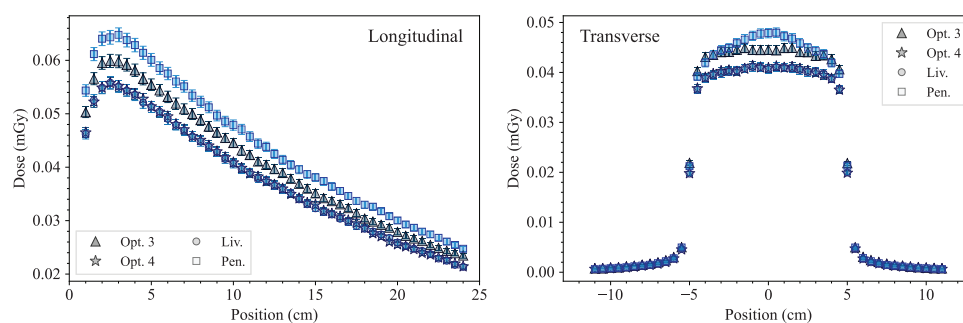 Longitudinal
Dose (mGy)
0.06
0.05
0.04
0.03
0.02
Opt. 3
Opt. 4
Liv.
Pen.
0 5 10 15 20 25
Position (cm)
Transverse
Dose (mGy)
0.05
0.04
0.03
0.02
0.01
0.00
Opt. 3
Opt. 4
Liv.
Pen.
−10 −5 0 5 10
Position (cm)